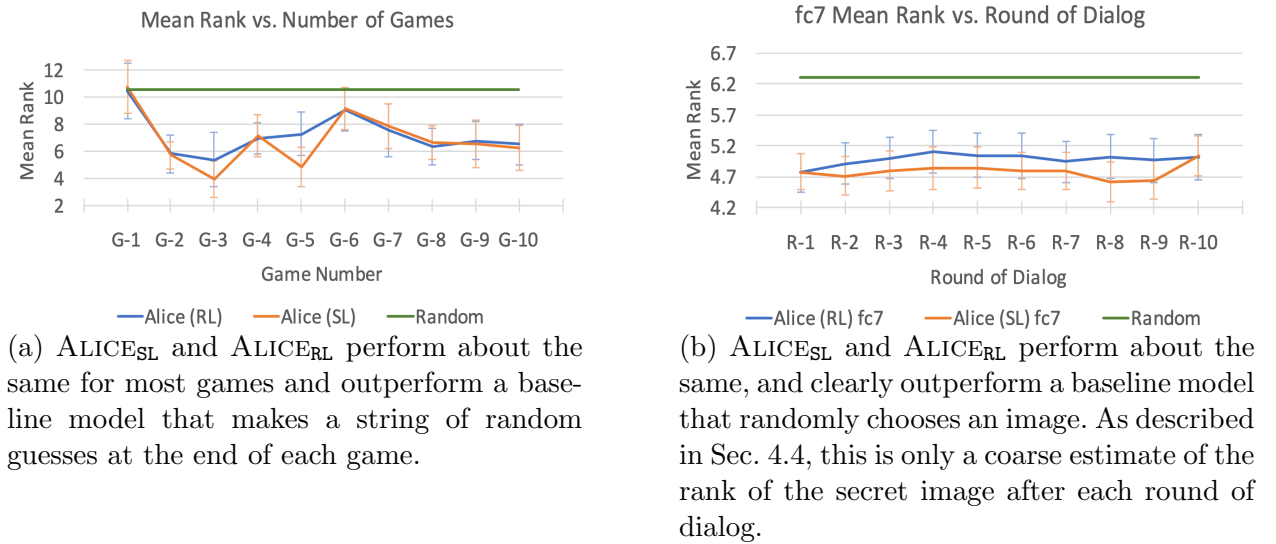 Mean Rank vs. Number of Games
12
10
8
6
4
2
Mean Rank
G-1 G-2 G-3 G-4 G-5 G-6 G-7 G-8 G-9 G-10
Game Number
Alice (RL) Alice (SL) Random
(a) ALICE_SL and ALICE_RL perform about the
same for most games and outperform a base-
line model that makes a string of random
guesses at the end of each game.
fc7 Mean Rank vs. Round of Dialog
6.7
6.2
5.7
5.2
4.7
4.2
Mean Rank
R-1 R-2 R-3 R-4 R-5 R-6 R-7 R-8 R-9 R-10
Round of Dialog
Alice (RL) fc7 Alice (SL) fc7 Random
(b) ALICE_SL and ALICE_RL perform about the
same, and clearly outperform a baseline model
that randomly chooses an image. As described
in Sec. 4.4, this is only a coarse estimate of the
rank of the secret image after each round of
dialog.